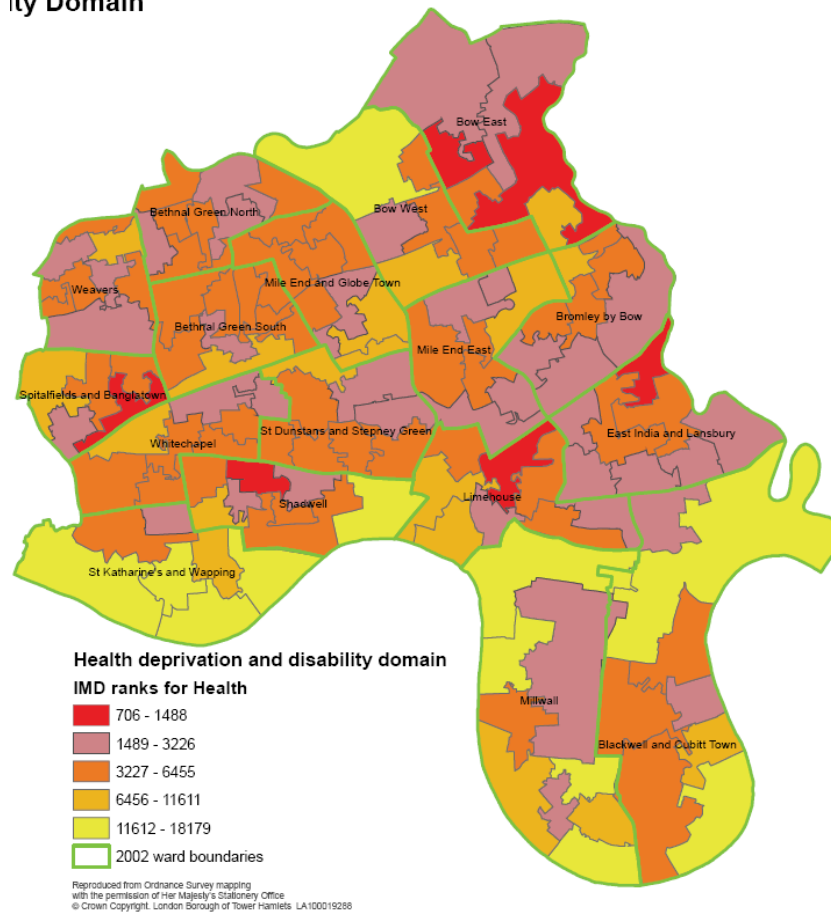 ity Domain
Bow East
Bethnal Green North
Bow West
Mile End and Globe Town
Weavers
Bethnal Green South
Bromley by Bow
Mile End East
Spitalfields and Banglatown
St Dunstans and Stepney Green
East India and Lansbury
Whitechapel
Limehouse
Shadwell
St Katharine's and Wapping
Millwall
Blackwell and Cubitt Town
Health deprivation and disability domain
IMD ranks for Health
706 - 1488
1489 - 3226
3227 - 6455
6456 - 11611
11612 - 18179
2002 ward boundaries
Reproduced from Ordnance Survey mapping
with the permission of Her Majesty's Stationery Office
© Crown Copyright. London Borough of Tower Hamlets LA100019288